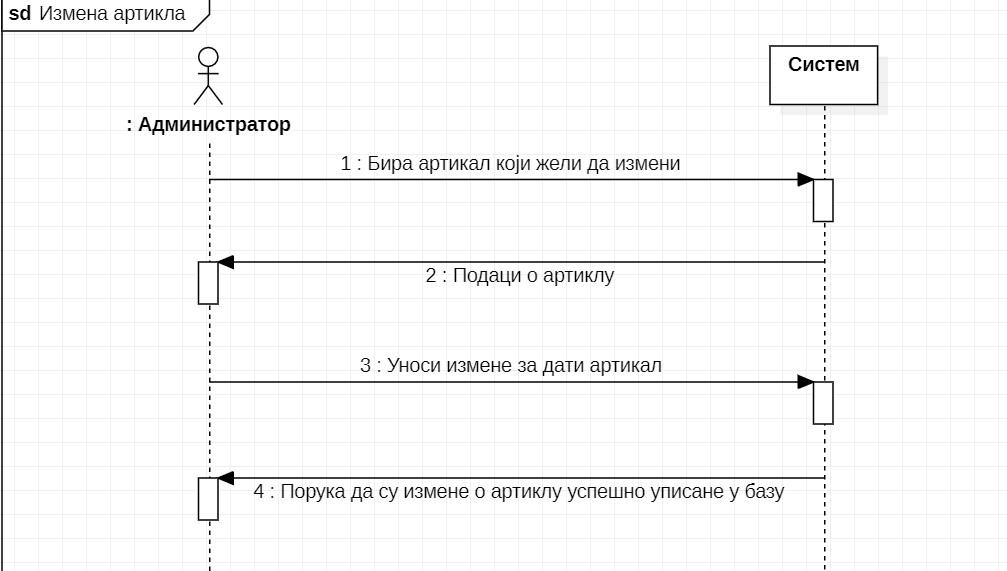 sd Измена артикла
Систем
: Администратор
1 : Бира артикал који жели да измени
2 : Подаци о артиклу
3 : Уноси измене за дати артикал
4 : Порука да су измене о артиклу успешно уписане у базу